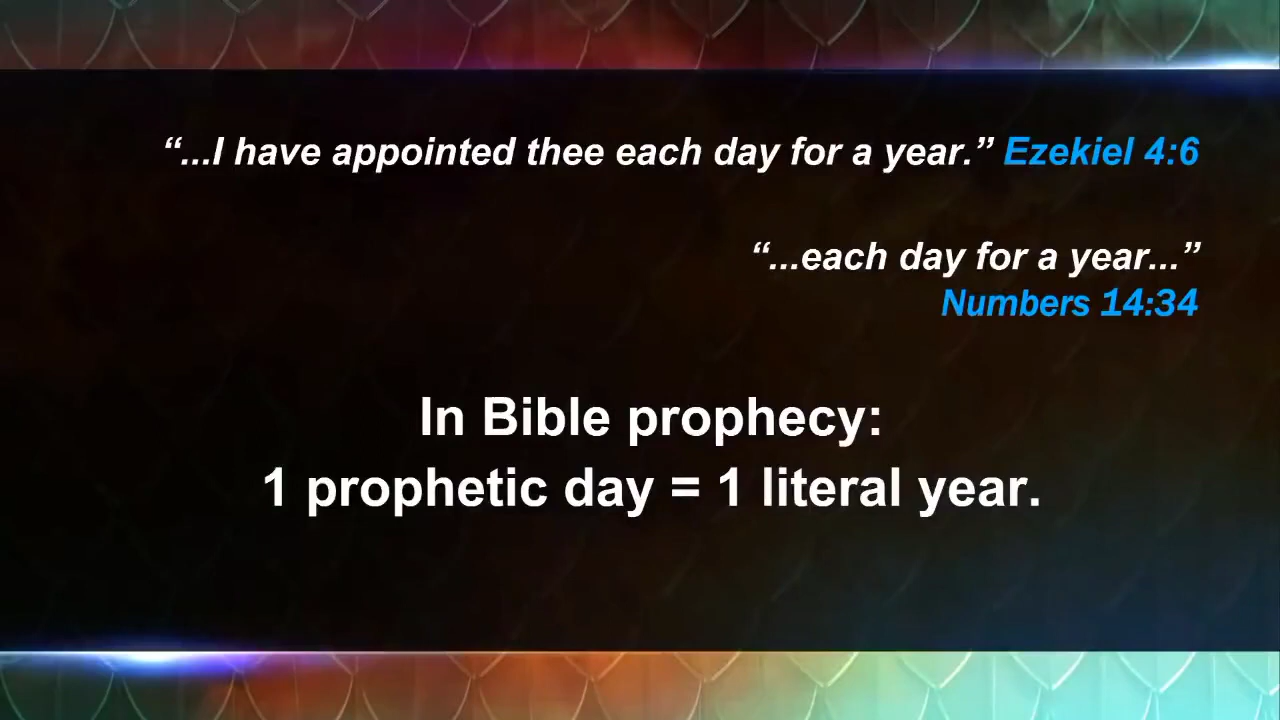 “...I have appointed thee each day for a year.” Ezekiel 4:6
“...each day for a year...”
Numbers 14:34
In Bible prophecy:
1 prophetic day = 1 literal year.